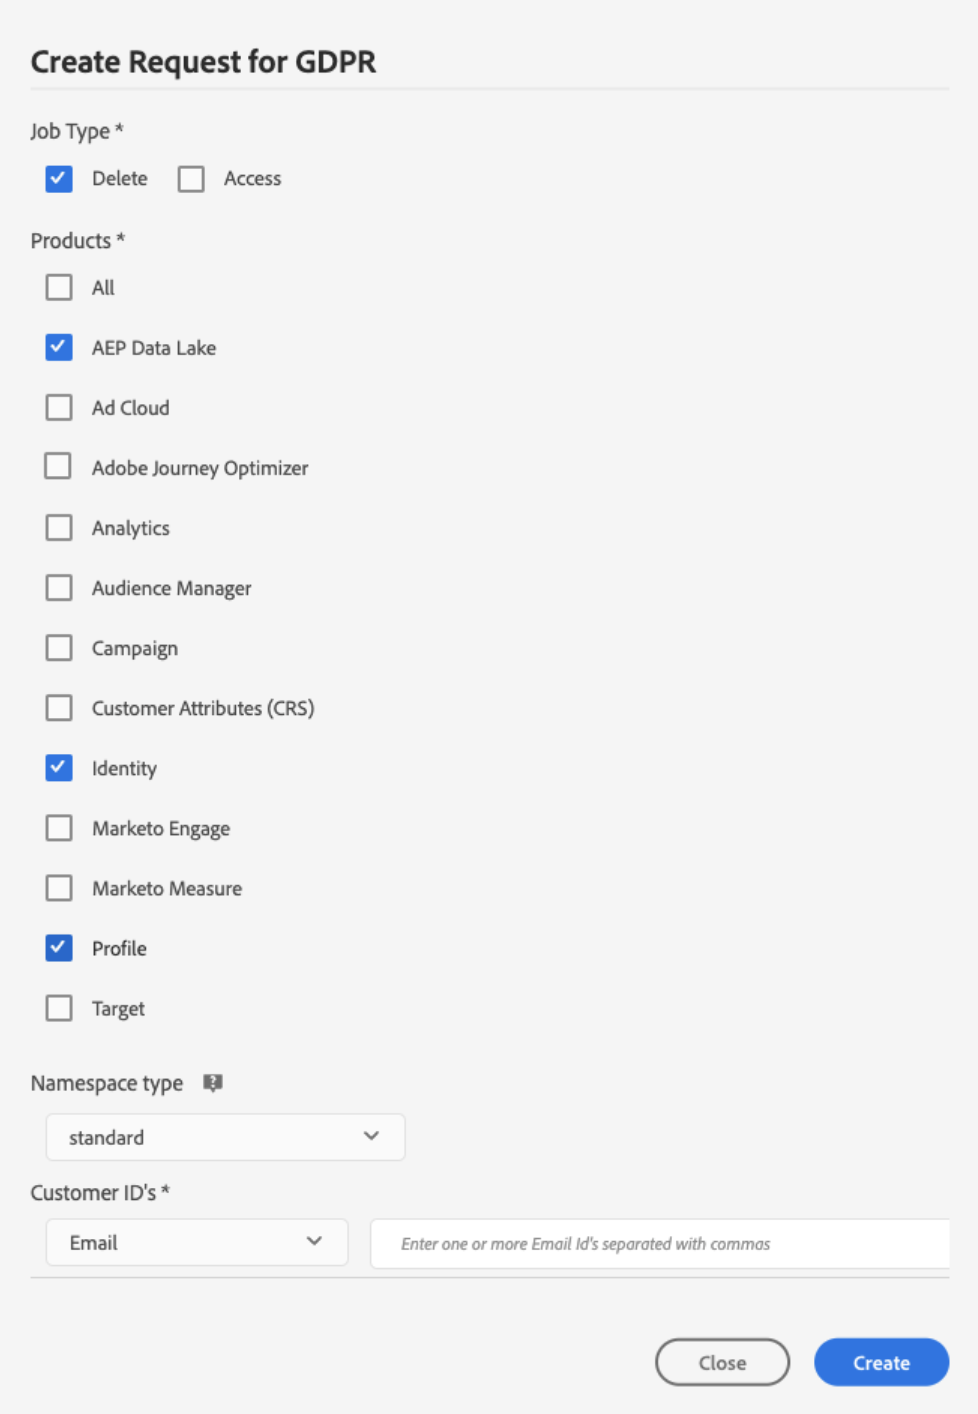 Create Request for GDPR
Job Type *
Delete Access
Products *
All
AEP Data Lake
Ad Cloud
Adobe Journey Optimizer
Analytics
Audience Manager
Campaign
Customer Attributes (CRS)
Identity
Marketo Engage
Marketo Measure
Profile
Target
Namespace type ?
standard
Customer ID's *
Email Enter one or more Email Id's separated with commas
Close Create